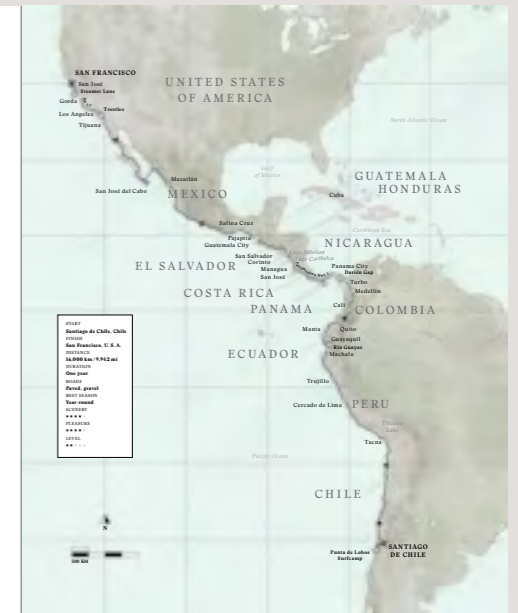 SAN FRANCISCO
San José
Steamer Lane
Gorda
Trestles
Los Angeles
Tijuana
UNITED STATES
OF AMERICA
North Atlantic Ocean
Gulf
of Mexico
GUATEMALA
HONDURAS
Mazatlán
San José del Cabo
MEXICO
Cuba
Salina Cruz
Caribbean Sea
Pajapita
Guatemala City
NICARAGUA
San Salvador
Corinto
EL SALVADOR
Managua
San José
Panama City
Darién Gap
Turbo
Medellín
COSTA RICA
PANAMA
Cali
COLOMBIA
START
Santiago de Chile, Chile
FINISH
San Francisco, U.S.A.
DISTANCE
16,000 km / 9,942 mi
DURATION
One year
ROADS
Paved, gravel
BEST SEASON
Year-round
SCENERY
PLEASURE
LEVEL
Manta
Quito
Guayaquil
Río Guayas
Machala
ECUADOR
Trujillo
Cercado de Lima
PERU
Titicaca
Lake
Tacna
Pacific Ocean
CHILE
N
500 KM
Punta de Lobos
Surfcamp
SANTIAGO
DE CHILE